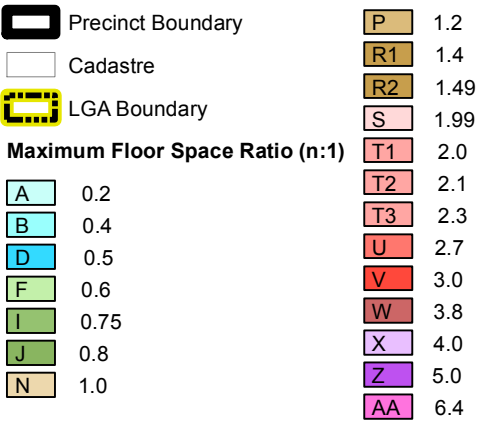 Precinct Boundary
Cadastre
LGA Boundary
Maximum Floor Space Ratio (n:1)
A 0.2
B 0.4
D 0.5
F 0.6
I 0.75
J 0.8
N 1.0
P 1.2
R1 1.4
R2 1.49
S 1.99
T1 2.0
T2 2.1
T3 2.3
U 2.7
V 3.0
W 3.8
X 4.0
Z 5.0
AA 6.4